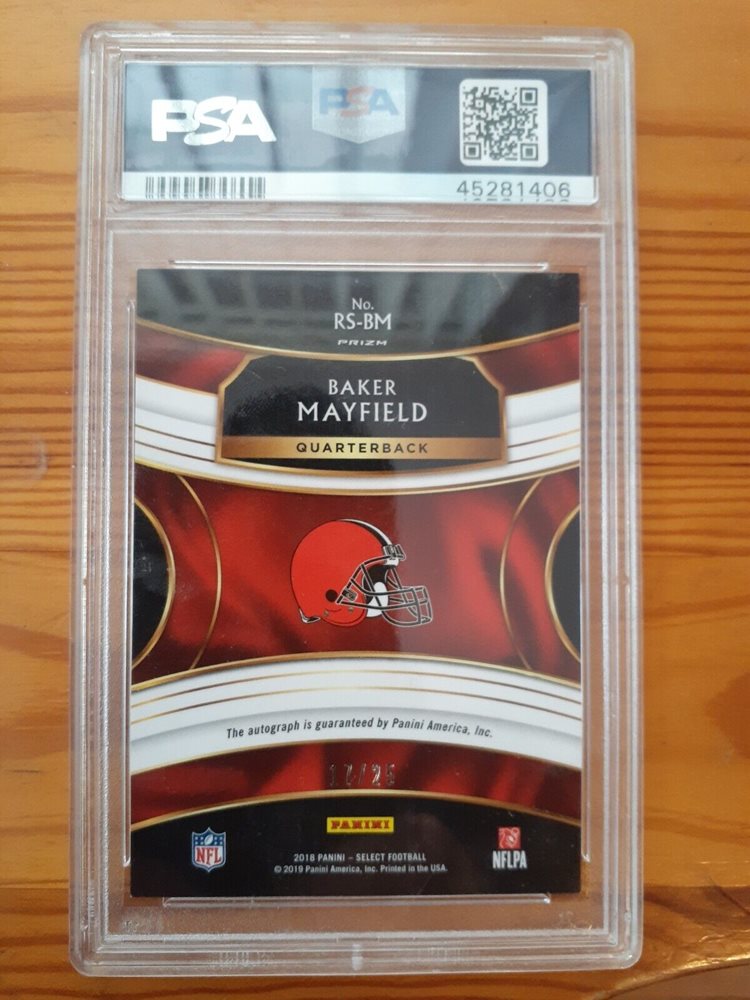 PSA
PSA
45281406
No.
RS-BM
PRIZM
BAKER
MAYFIELD
QUARTERBACK
The autograph is guaranteed by Panini America, Inc.
PANINI
NFL
2018 PANINI – SELECT FOOTBALL
© 2019 Panini America, Inc. Printed in the USA.
NFLPA